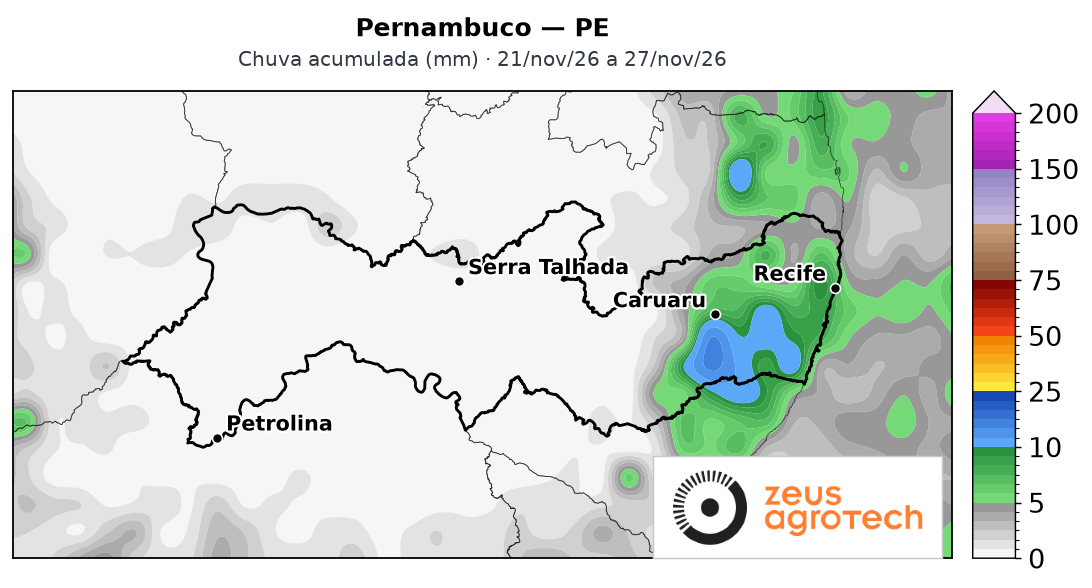 Pernambuco — PE
Chuva acumulada (mm) · 21/nov/26 a 27/nov/26
200
150
100
75
50
25
10
5
0
Serra Talhada
Recife
Caruaru
Petrolina
zeus
agrotech